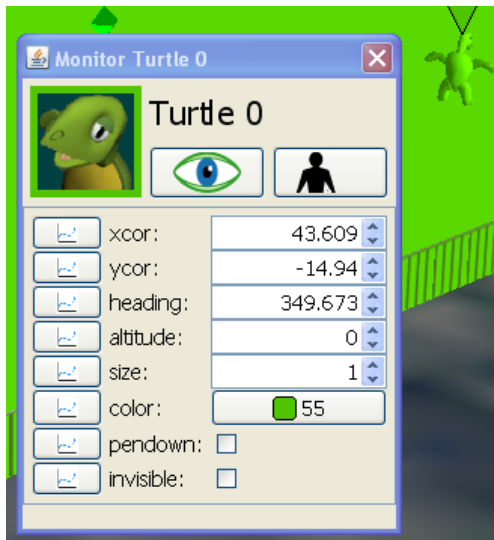 Monitor Turtle 0
Turtle 0
xcor: 43.609
ycor: -14.94
heading: 349.673
altitude: 0
size: 1
color: 55
pendown:
invisible: